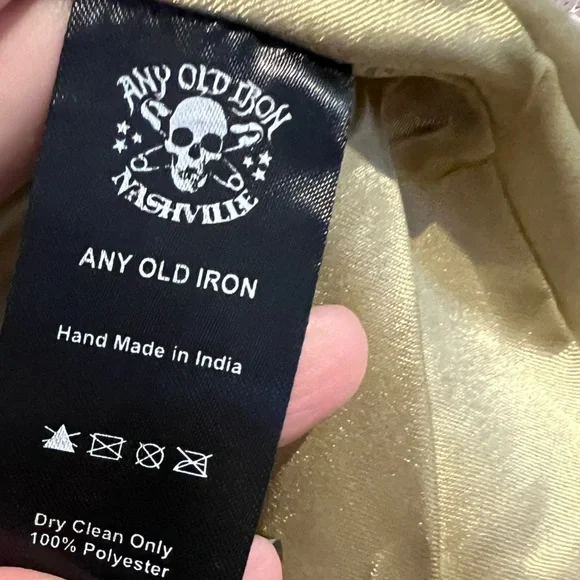 ANY OLD IRON
NASHVILLE
ANY OLD IRON
Hand Made in India
Dry Clean Only
100% Polyester